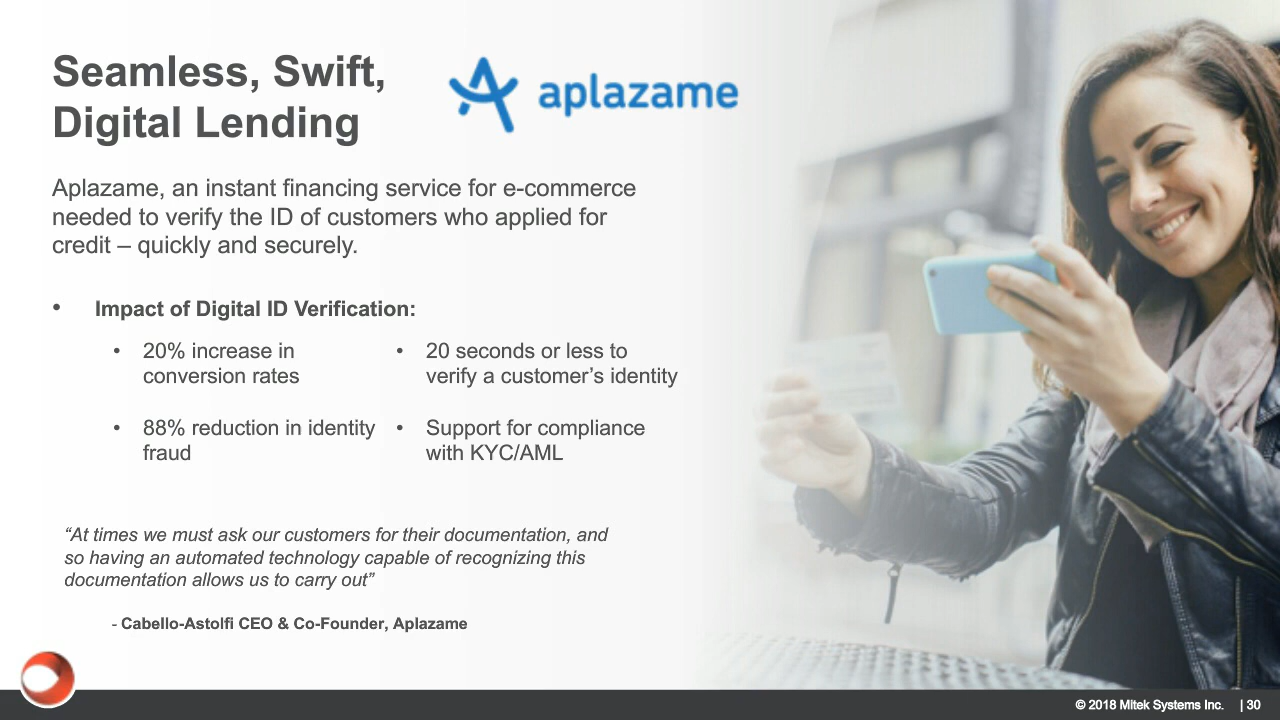 Seamless, Swift,
Digital Lending
aplazame
Aplazame, an instant financing service for e-commerce
needed to verify the ID of customers who applied for
credit – quickly and securely.
• Impact of Digital ID Verification:
• 20% increase in
conversion rates
• 88% reduction in identity
fraud
• 20 seconds or less to
verify a customer’s identity
• Support for compliance
with KYC/AML
“At times we must ask our customers for their documentation, and
so having an automated technology capable of recognizing this
documentation allows us to carry out”
- Cabello-Astolfi CEO & Co-Founder, Aplazame
© 2018 Mitek Systems Inc. | 30